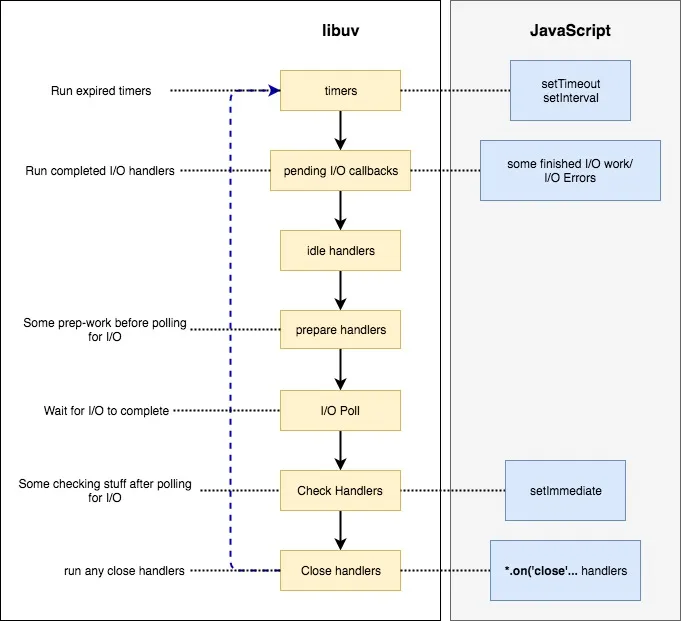 libuv
JavaScript
Run expired timers
timers
setTimeout
setInterval
Run completed I/O handlers
pending I/O callbacks
some finished I/O work/
I/O Errors
idle handlers
Some prep-work before polling
for I/O
prepare handlers
Wait for I/O to complete
I/O Poll
Some checking stuff after polling
for I/O
Check Handlers
setImmediate
run any close handlers
Close handlers
*.on('close'... handlers